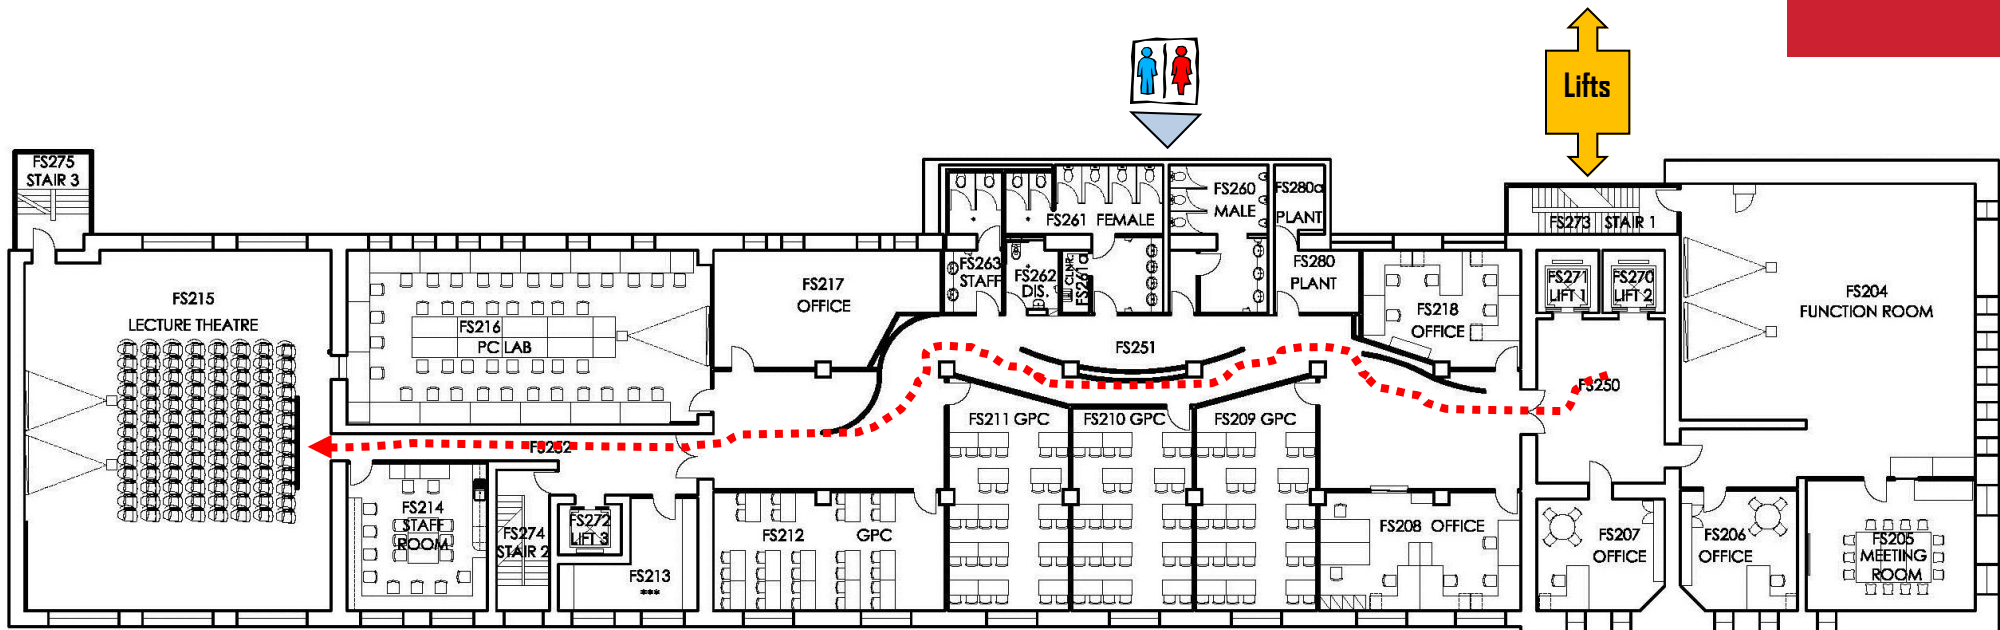 Lifts
FS275
STAIR 3
FS215
LECTURE THEATRE
FS216
PC LAB
FS217
OFFICE
FS263
STAFF
*
*
FS261 FEMALE
FS262
DIS.
CLNR.
FS261a
FS260
MALE
FS280a
PLANT
FS280
PLANT
FS251
FS218
OFFICE
FS273 STAIR 1
FS271
LIFT 1
FS270
LIFT 2
FS204
FUNCTION ROOM
FS250
FS252
FS211 GPC
FS210 GPC
FS209 GPC
FS214
STAFF
ROOM
FS274
STAIR 2
FS272
LIFT 3
FS213
***
FS212 GPC
FS208 OFFICE
FS207
OFFICE
FS206
OFFICE
FS205
MEETING
ROOM